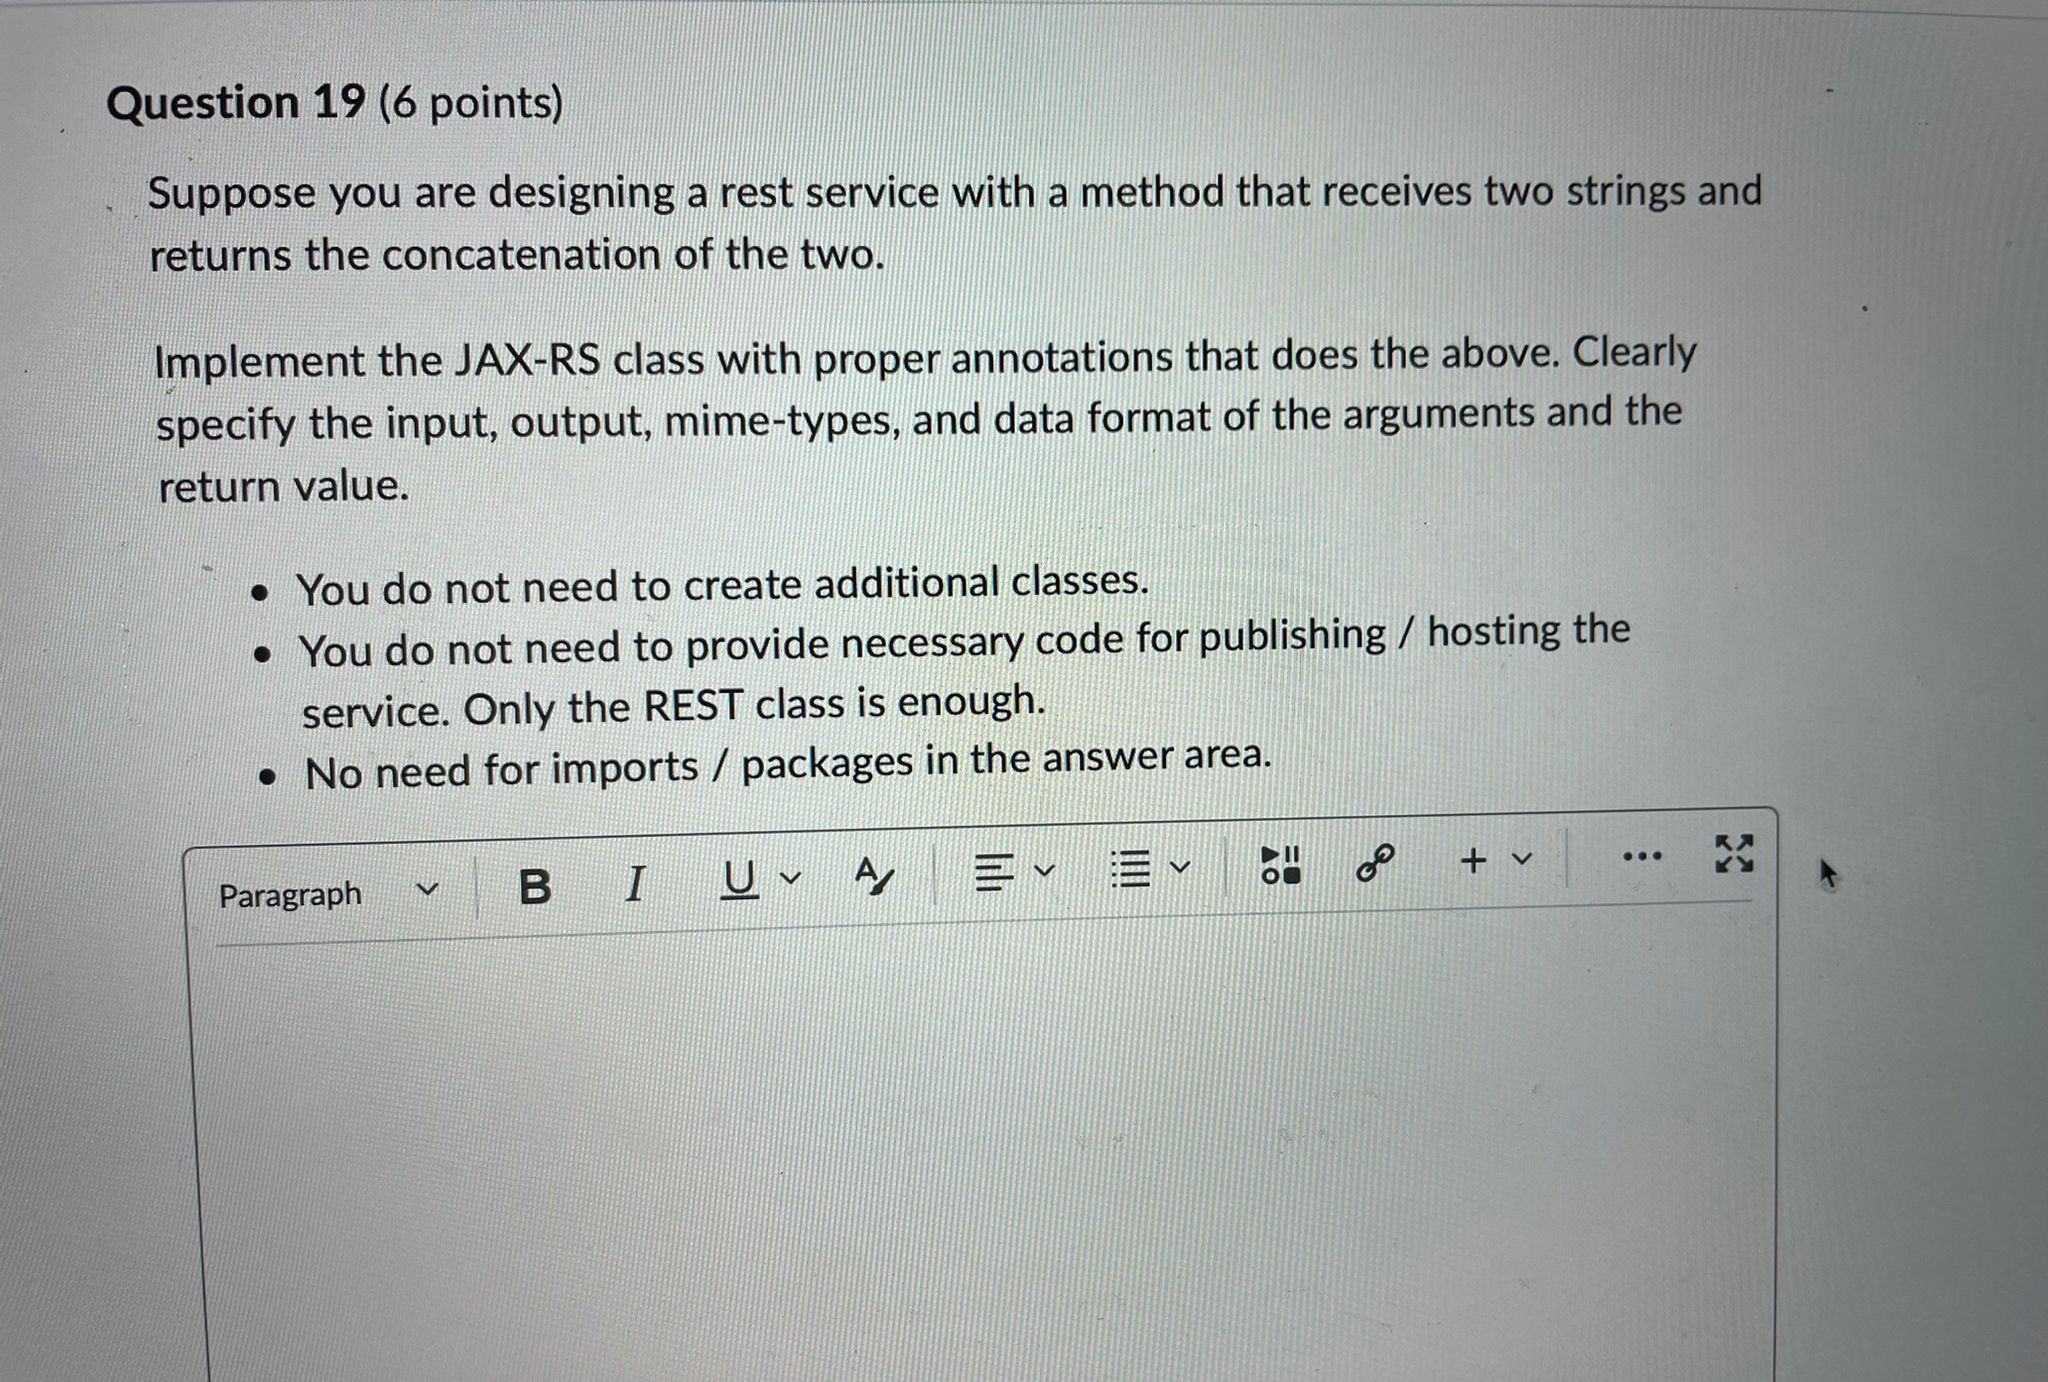 Question 19 (6 points)
Suppose you are designing a rest service with a method that receives two strings and
returns the concatenation of the two.
Implement the JAX-RS class with proper annotations that does the above. Clearly
specify the input, output, mime-types, and data format of the arguments and the
return value.
• You do not need to create additional classes.
• You do not need to provide necessary code for publishing / hosting the
service. Only the REST class is enough.
• No need for imports / packages in the answer area.
Paragraph B I U A